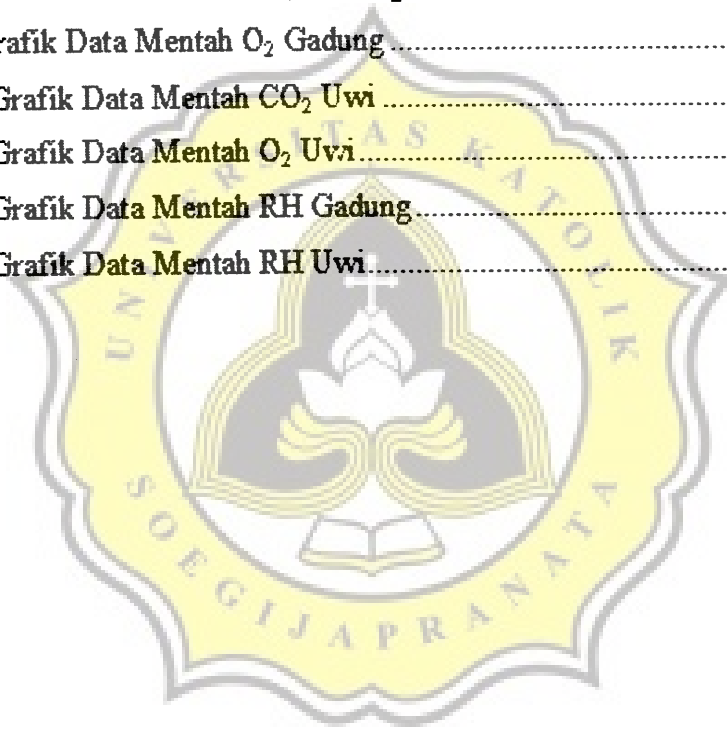 rafik Data Mentah O₂ Gadung
Grafik Data Mentah CO₂ Uwi
Grafik Data Mentah O₂ Uwi
Grafik Data Mentah RH Gadung
Grafik Data Mentah RH Uwi
UNIVERSITAS KATOLIK
SOEGIJAPRANATA